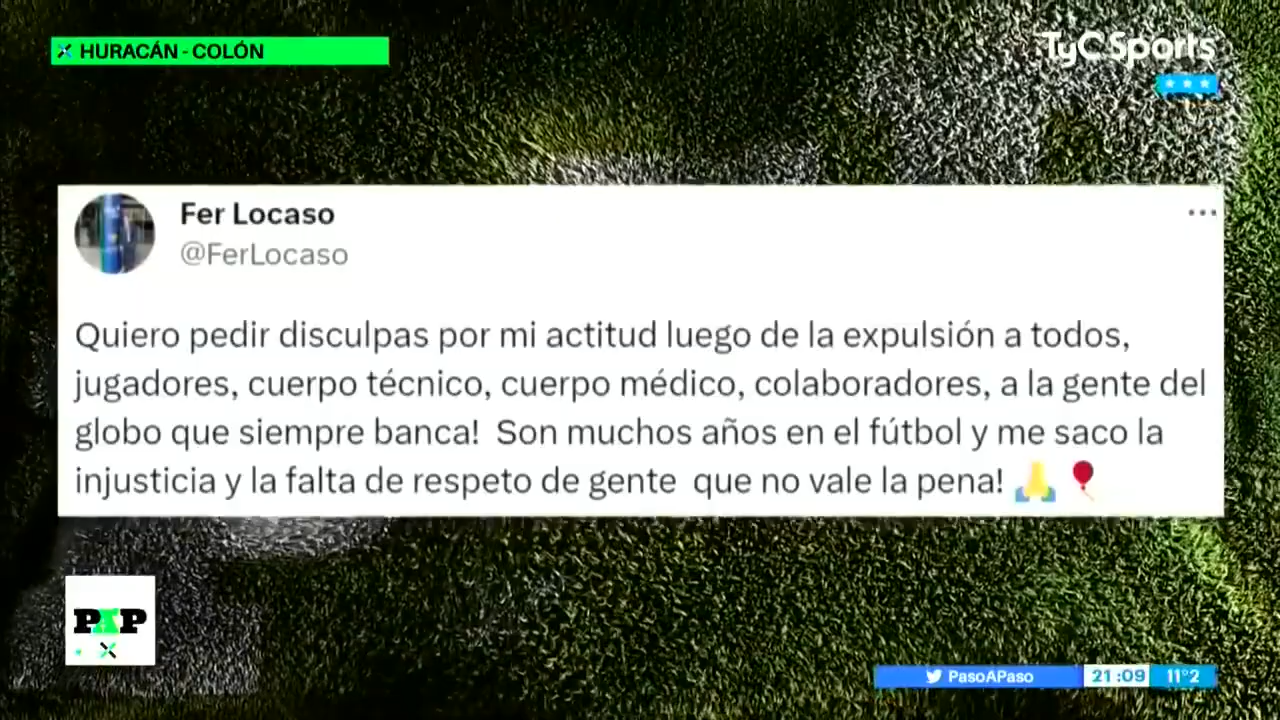 HURACÁN - COLÓN
TyCSports
Fer Locaso
@FerLocaso
Quiero pedir disculpas por mi actitud luego de la expulsión a todos,
jugadores, cuerpo técnico, cuerpo médico, colaboradores, a la gente del
globo que siempre banca! Son muchos años en el fútbol y me saco la
injusticia y la falta de respeto de gente que no vale la pena! 🙏🎈
PAP
PasoAPaso 21:09 11°2